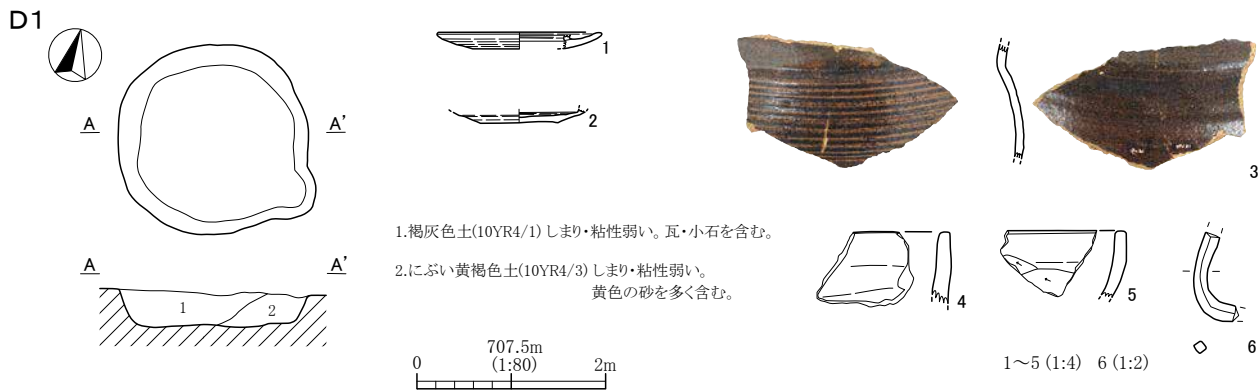 D1
A A'
A A'
1 2
1
2
3
4
5
6
1.褐灰色土(10YR4/1)しまり・粘性弱い。瓦・小石を含む。
2.にぶい黄褐色土(10YR4/3)しまり・粘性弱い。
黄色の砂を多く含む。
707.5m
0 (1:80) 2m
1～5 (1:4) 6 (1:2)